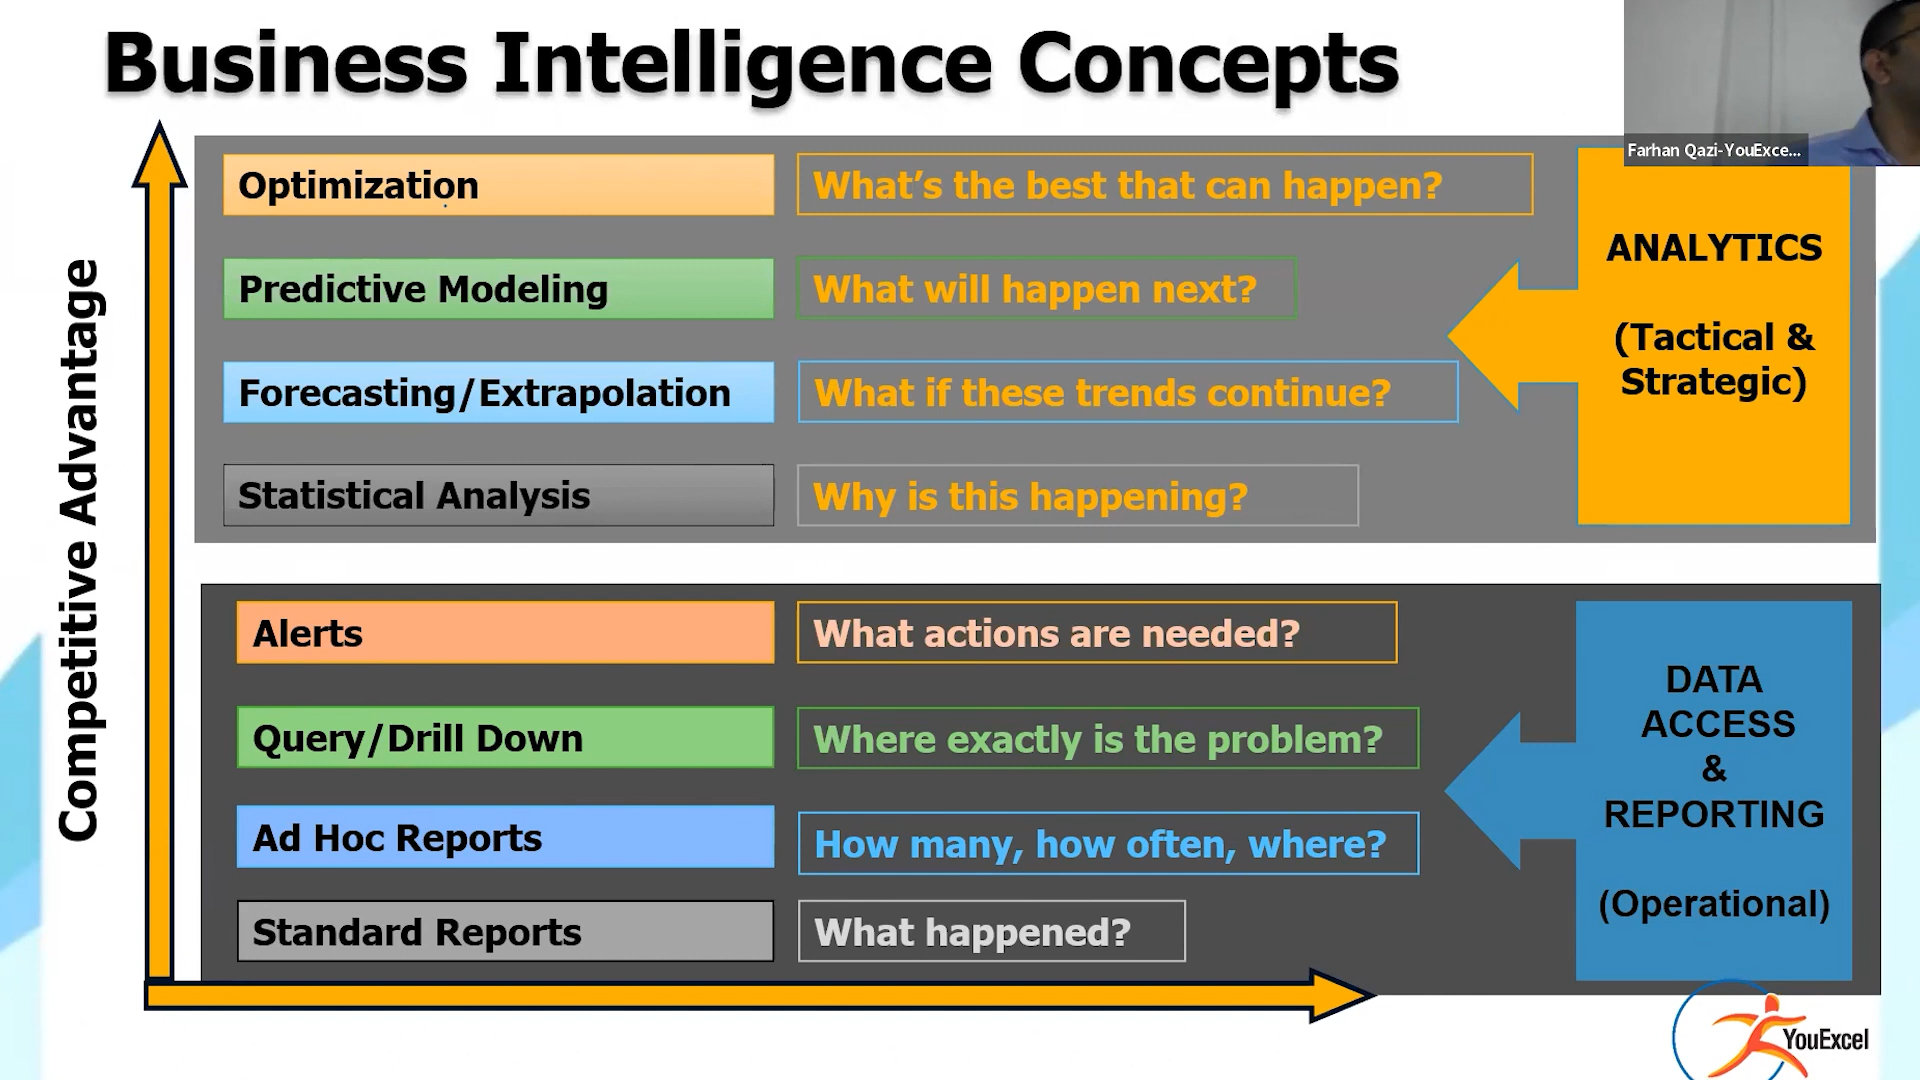 Business Intelligence Concepts
Farhan Qazi-YouExce...
Competitive Advantage
Optimization
What's the best that can happen?
Predictive Modeling
What will happen next?
Forecasting/Extrapolation
What if these trends continue?
Statistical Analysis
Why is this happening?
ANALYTICS
(Tactical &
Strategic)
Alerts
What actions are needed?
Query/Drill Down
Where exactly is the problem?
Ad Hoc Reports
How many, how often, where?
Standard Reports
What happened?
DATA
ACCESS
&
REPORTING
(Operational)
YouExcel